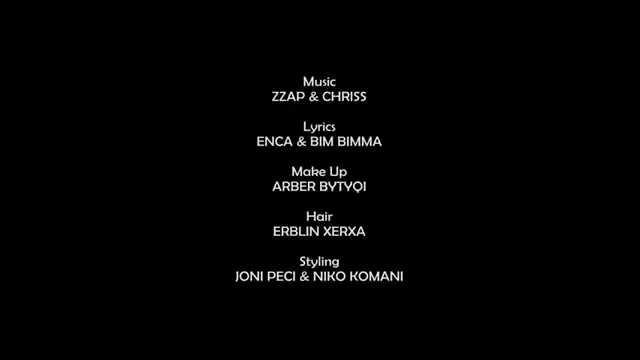 Music
ZZAP & CHRISS
Lyrics
ENCA & BIM BIMMA
Make Up
ARBER BYTYQI
Hair
ERBLIN XERXA
Styling
JONI PECI & NIKO KOMANI